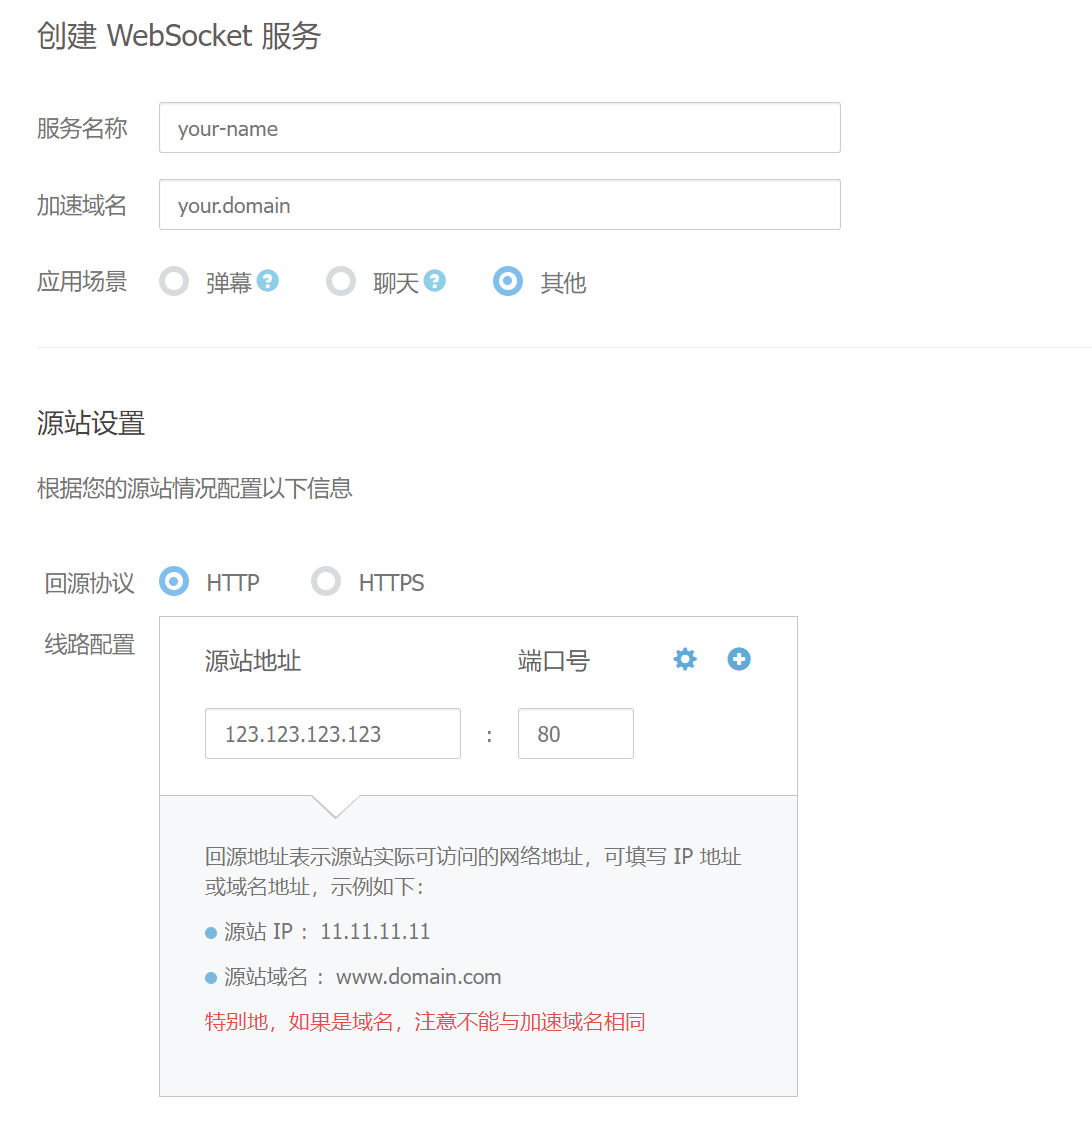 创建 WebSocket 服务
服务名称 your-name
加速域名 your.domain
应用场景 弹幕 ? 聊天 ? 其他
源站设置
根据您的源站情况配置以下信息
回源协议 HTTP HTTPS
线路配置
源站地址 端口号
123.123.123.123 : 80
回源地址表示源站实际可访问的网络地址，可填写 IP 地址
或域名地址，示例如下：
源站 IP ： 11.11.11.11
源站域名 ： www.domain.com
特别地，如果是域名，注意不能与加速域名相同